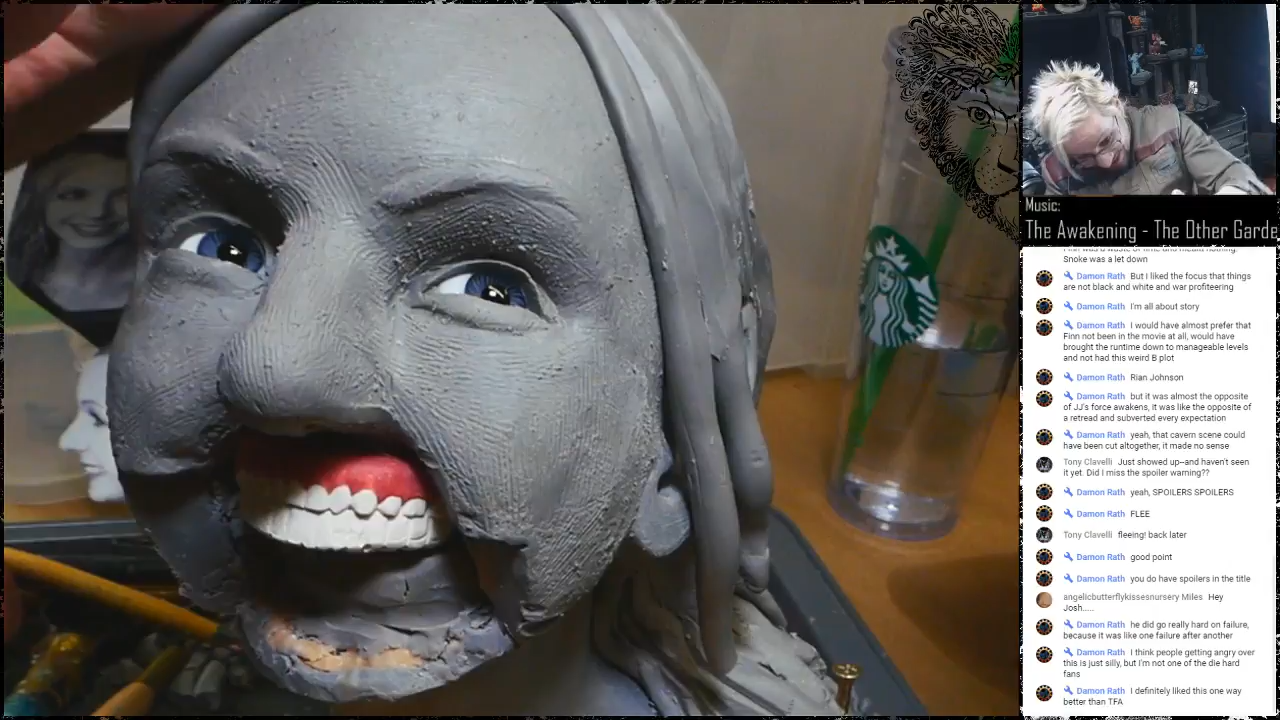 Music:
The Awakening - The Other Garde
Snoke was a let down
Damon Rath But I liked the focus that things
are not black and white and war profiteering
Damon Rath I'm all about story
Damon Rath I would have almost prefer that
Finn not been in the movie at all, would have
brought the runtime down to manageable levels
and not had this weird B plot
Damon Rath Rian Johnson
Damon Rath but it was almost the opposite
of JJ's force awakens, it was like the opposite of
a retread and subverted every expectation
Damon Rath yeah, that cavern scene could
have been cut altogether, it made no sense
Tony Clavelli Just showed up--and haven't seen
it yet. Did I miss the spoiler warning??
Damon Rath yeah, SPOILERS SPOILERS
Damon Rath FLEE
Tony Clavelli fleeing! back later
Damon Rath good point
Damon Rath you do have spoilers in the title
angelicbutterflykissesnursery Miles Hey
Josh.....
Damon Rath he did go really hard on failure,
because it was like one failure after another
Damon Rath I think people getting angry over
this is just silly, but I'm not one of the die hard
fans
Damon Rath I definitely liked this one way
better than TFA